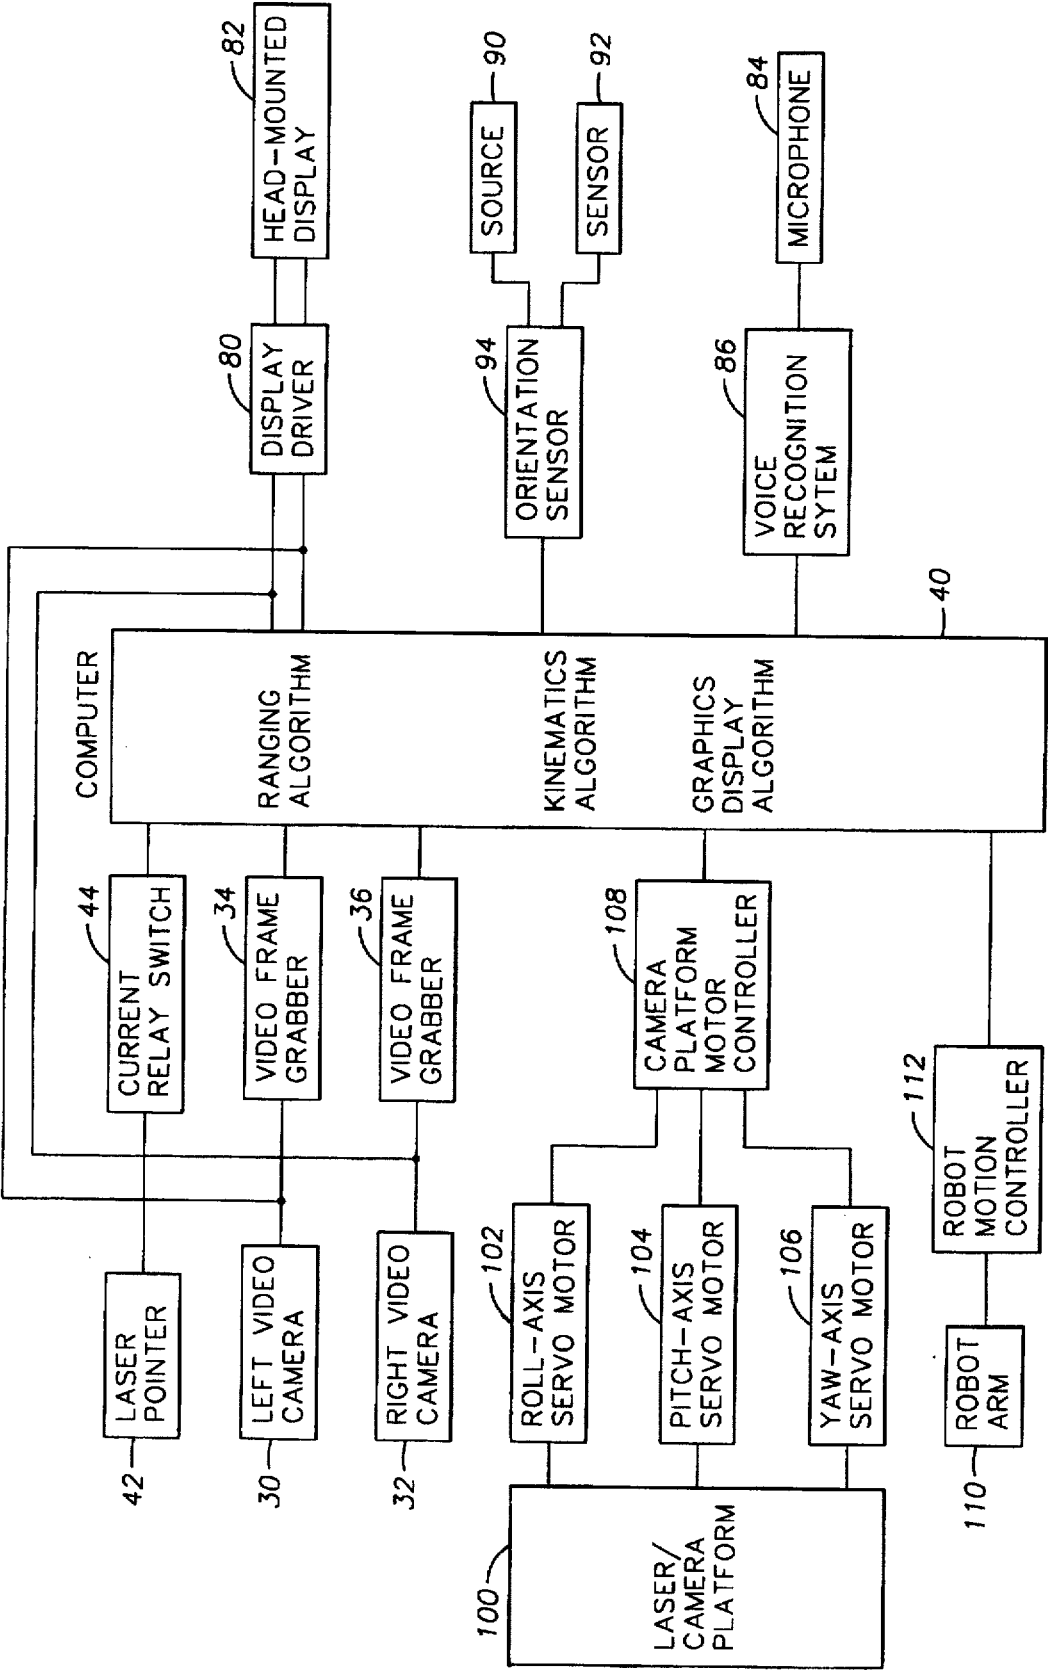 COMPUTER
40
RANGING
ALGORITHM
KINEMATICS
ALGORITHM
GRAPHICS
DISPLAY
ALGORITHM
42
LASER
POINTER
44
CURRENT
RELAY SWITCH
30
LEFT VIDEO
CAMERA
34
VIDEO FRAME
GRABBER
32
RIGHT VIDEO
CAMERA
36
VIDEO FRAME
GRABBER
100
LASER/
CAMERA
PLATFORM
102
ROLL-AXIS
SERVO MOTOR
104
PITCH-AXIS
SERVO MOTOR
106
YAW-AXIS
SERVO MOTOR
108
CAMERA
PLATFORM
MOTOR
CONTROLLER
110
ROBOT
ARM
112
ROBOT
MOTION
CONTROLLER
80
DISPLAY
DRIVER
82
HEAD-MOUNTED
DISPLAY
94
ORIENTATION
SENSOR
90
SOURCE
92
SENSOR
86
VOICE
RECOGNITION
SYTEM
84
MICROPHONE